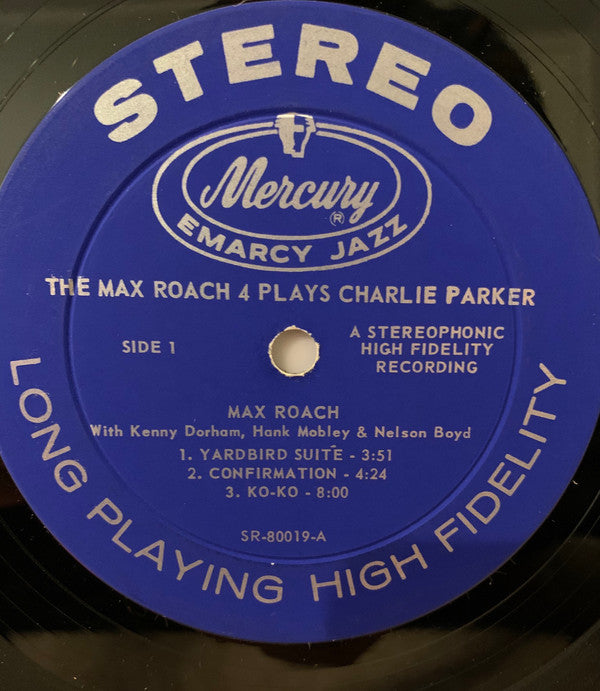 STEREO
Mercury ®
EMARCY JAZZ
THE MAX ROACH 4 PLAYS CHARLIE PARKER
SIDE 1
A STEREOPHONIC
HIGH FIDELITY
RECORDING
MAX ROACH
With Kenny Dorham, Hank Mobley & Nelson Boyd
1. YARDBIRD SUITE - 3:51
2. CONFIRMATION - 4:24
3. KO-KO - 8:00
SR-80019-A
LONG PLAYING HIGH FIDELITY